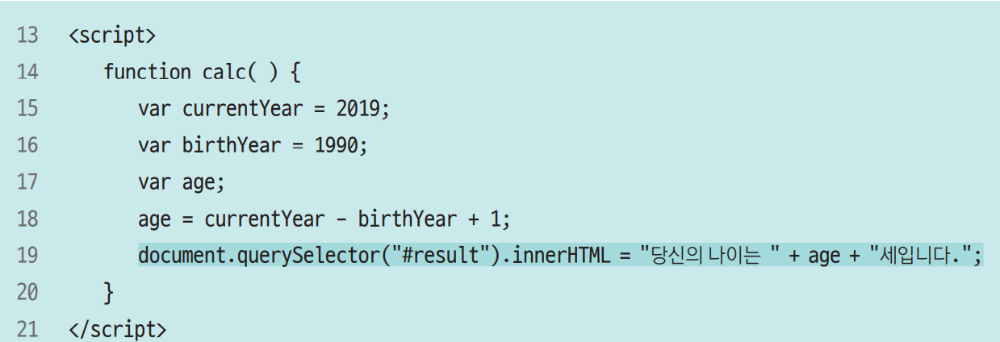 13 <script>
14 function calc( ) {
15 var currentYear = 2019;
16 var birthYear = 1990;
17 var age;
18 age = currentYear - birthYear + 1;
19 document.querySelector("#result").innerHTML = "당신의 나이는 " + age + "세입니다.";
20 }
21 </script>